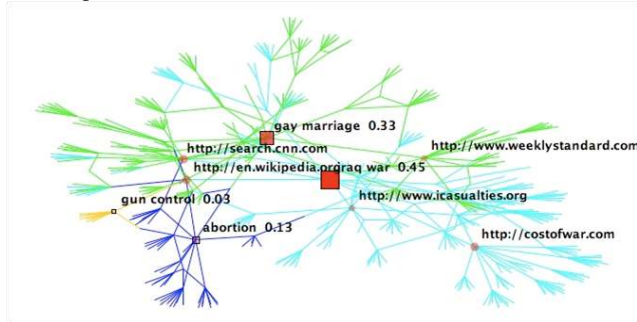 gay marriage 0.33
http://search.cnn.com
http://www.weeklystandard.com
http://en.wikipedia.org
iraq war 0.45
gun control 0.03
http://www.icasualties.org
abortion 0.13
http://costofwar.com